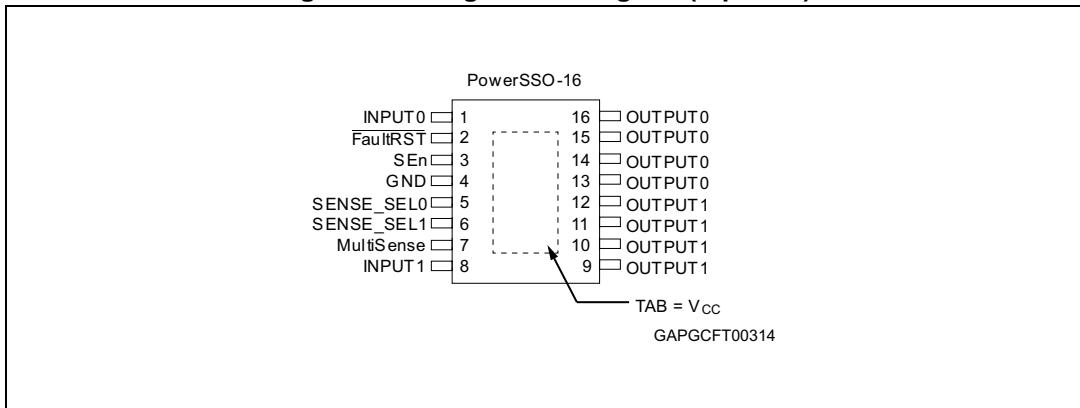 PowerSSO-16
INPUT0 1 16 OUTPUT0
FaultRST 2 15 OUTPUT0
SEn 3 14 OUTPUT0
GND 4 13 OUTPUT0
SENSE_SEL0 5 12 OUTPUT1
SENSE_SEL1 6 11 OUTPUT1
MultiSense 7 10 OUTPUT1
INPUT1 8 9 OUTPUT1
TAB = VCC
GAPGCFT00314